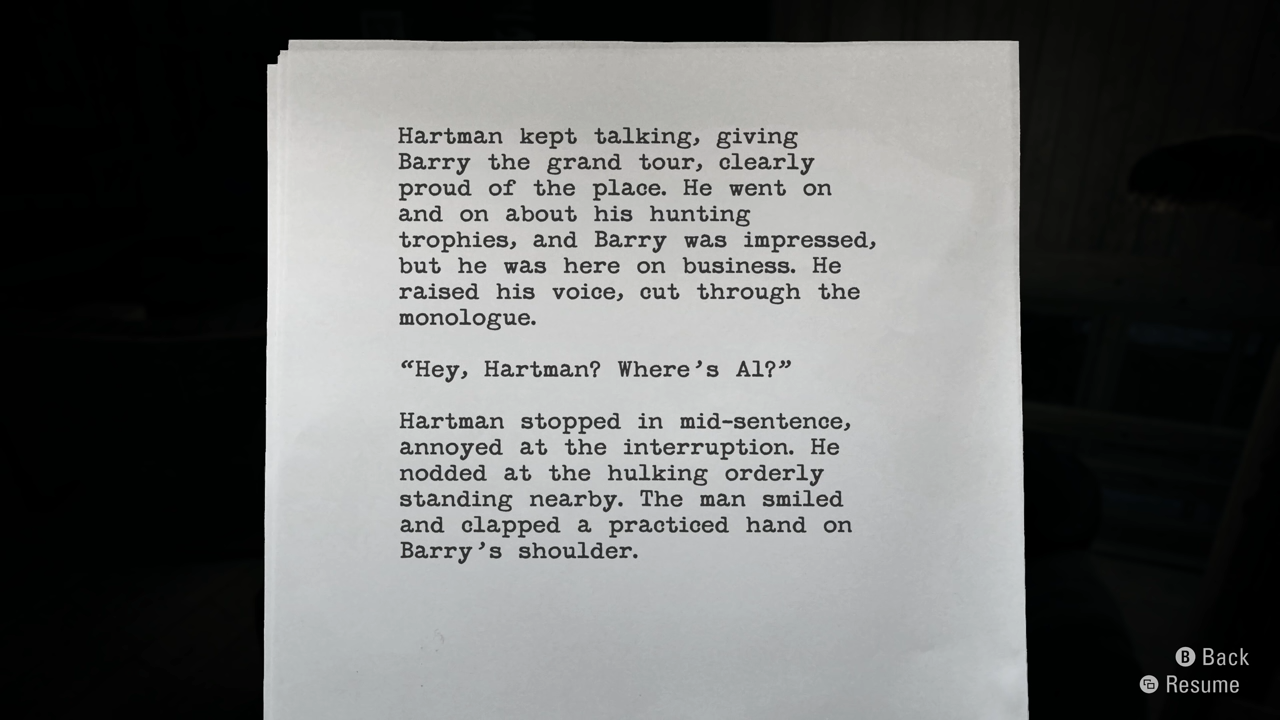 Hartman kept talking, giving
Barry the grand tour, clearly
proud of the place. He went on
and on about his hunting
trophies, and Barry was impressed,
but he was here on business. He
raised his voice, cut through the
monologue.
“Hey, Hartman? Where’s Al?”
Hartman stopped in mid-sentence,
annoyed at the interruption. He
nodded at the hulking orderly
standing nearby. The man smiled
and clapped a practiced hand on
Barry’s shoulder.
B Back
Resume